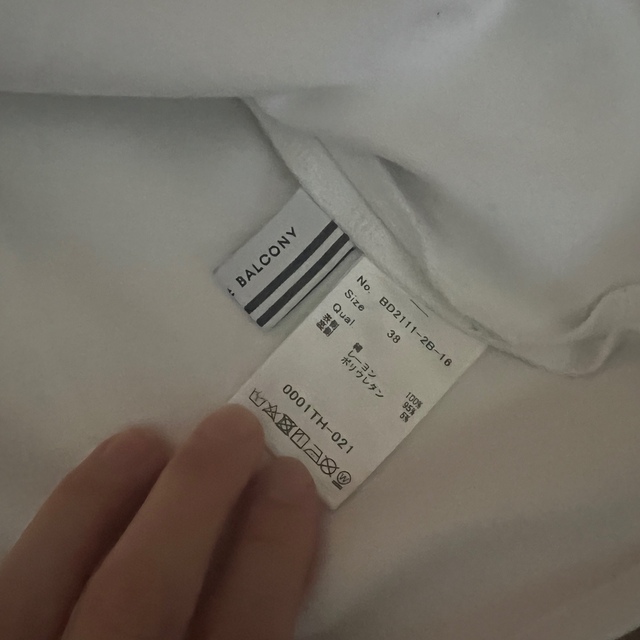 BALCONY
No. BD2111-2B-16
Size 38
Qual
綿 100%
レーヨン 95%
ポリウレタン 5%
0001TH-021